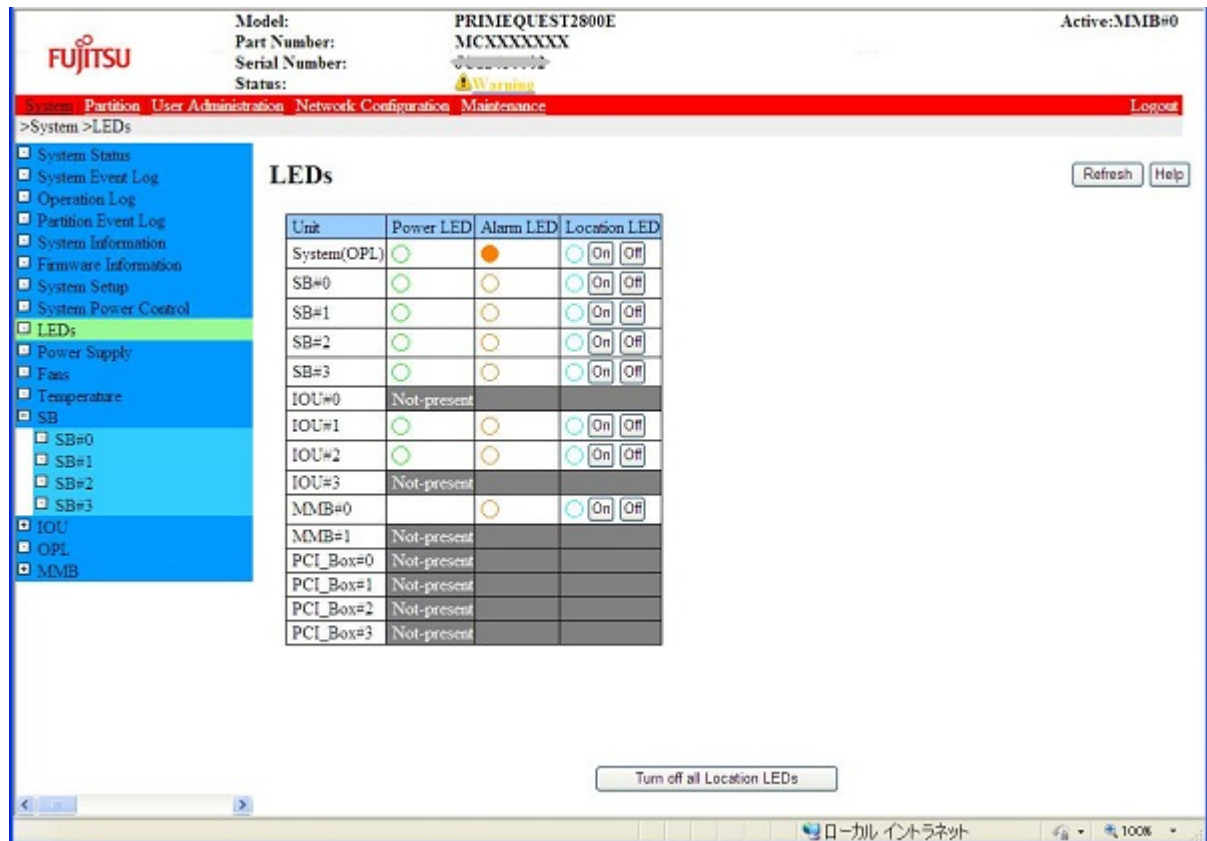 FUJITSU
Model: PRIMEQUEST2800E Active:MMB#0
Part Number: MCXXXXXXX
Serial Number:
Status: Warning
System Partition User Administration Network Configuration Maintenance Logout
>System >LEDs
System Status
System Event Log
Operation Log
Partition Event Log
System Information
Firmware Information
System Setup
System Power Control
LEDs
Power Supply
Fans
Temperature
SB
SB#0
SB#1
SB#2
SB#3
IOU
OPL
MMB
LEDs
Refresh Help
Unit Power LED Alarm LED Location LED
System(OPL) On Off
SB#0 On Off
SB#1 On Off
SB#2 On Off
SB#3 On Off
IOU#0 Not-present
IOU#1 On Off
IOU#2 On Off
IOU#3 Not-present
MMB#0 On Off
MMB#1 Not-present
PCI_Box#0 Not-present
PCI_Box#1 Not-present
PCI_Box#2 Not-present
PCI_Box#3 Not-present
Turn off all Location LEDs
ローカル イントラネット 100%